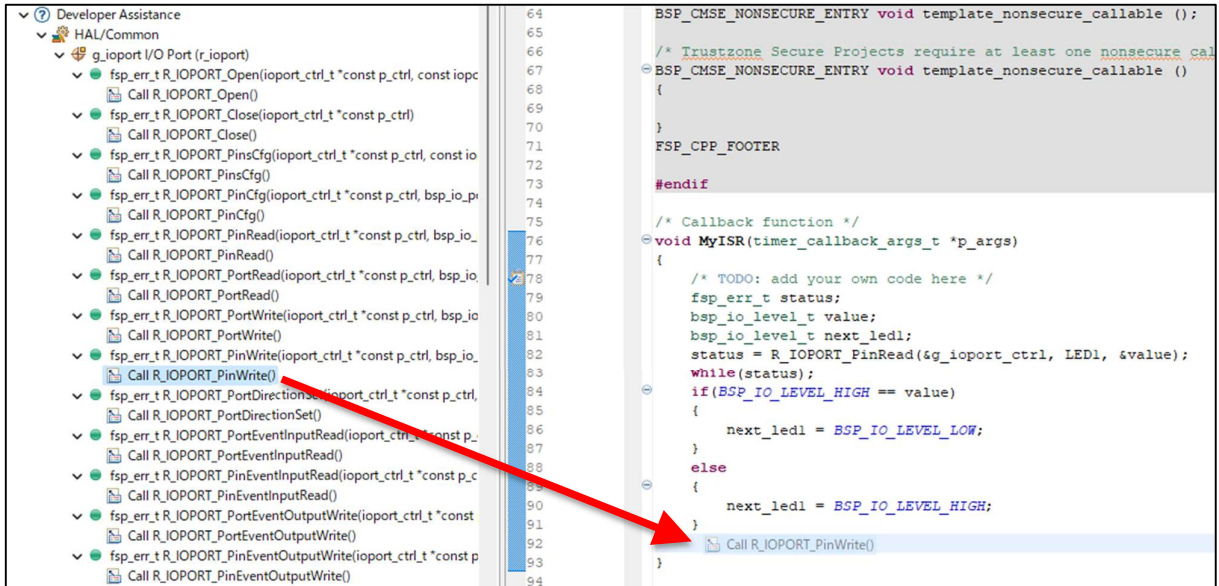 Developer Assistance
HAL/Common
g_ioport I/O Port (r_ioport)
fsp_err_t R_IOPORT_Open(ioport_ctrl_t *const p_ctrl, const iopc
Call R_IOPORT_Open()
fsp_err_t R_IOPORT_Close(ioport_ctrl_t *const p_ctrl)
Call R_IOPORT_Close()
fsp_err_t R_IOPORT_PinsCfg(ioport_ctrl_t *const p_ctrl, const io
Call R_IOPORT_PinsCfg()
fsp_err_t R_IOPORT_PinCfg(ioport_ctrl_t *const p_ctrl, bsp_io_p
Call R_IOPORT_PinCfg()
fsp_err_t R_IOPORT_PinRead(ioport_ctrl_t *const p_ctrl, bsp_io_
Call R_IOPORT_PinRead()
fsp_err_t R_IOPORT_PortRead(ioport_ctrl_t *const p_ctrl, bsp_io_
Call R_IOPORT_PortRead()
fsp_err_t R_IOPORT_PortWrite(ioport_ctrl_t *const p_ctrl, bsp_io
Call R_IOPORT_PortWrite()
fsp_err_t R_IOPORT_PinWrite(ioport_ctrl_t *const p_ctrl, bsp_io_
Call R_IOPORT_PinWrite()
fsp_err_t R_IOPORT_PortDirectionSet(ioport_ctrl_t *const p_ctrl,
Call R_IOPORT_PortDirectionSet()
fsp_err_t R_IOPORT_PortEventInputRead(ioport_ctrl_t *const p_
Call R_IOPORT_PortEventInputRead()
fsp_err_t R_IOPORT_PinEventInputRead(ioport_ctrl_t *const p_c
Call R_IOPORT_PinEventInputRead()
fsp_err_t R_IOPORT_PortEventOutputWrite(ioport_ctrl_t *const
Call R_IOPORT_PortEventOutputWrite()
fsp_err_t R_IOPORT_PinEventOutputWrite(ioport_ctrl_t *const p
Call R_IOPORT_PinEventOutputWrite()
64 BSP_CMSE_NONSECURE_ENTRY void template_nonsecure_callable ();
65
66 /* Trustzone Secure Projects require at least one nonsecure cal
67 BSP_CMSE_NONSECURE_ENTRY void template_nonsecure_callable ()
68 {
69
70 }
71 FSP_CPP_FOOTER
72
73 #endif
74
75 /* Callback function */
76 void MyISR(timer_callback_args_t *p_args)
77 {
78 /* TODO: add your own code here */
79 fsp_err_t status;
80 bsp_io_level_t value;
81 bsp_io_level_t next_led1;
82 status = R_IOPORT_PinRead(&g_ioport_ctrl, LED1, &value);
83 while(status);
84 if(BSP_IO_LEVEL_HIGH == value)
85 {
86 next_led1 = BSP_IO_LEVEL_LOW;
87 }
88 else
89 {
90 next_led1 = BSP_IO_LEVEL_HIGH;
91 }
92 Call R_IOPORT_PinWrite()
93 }
94